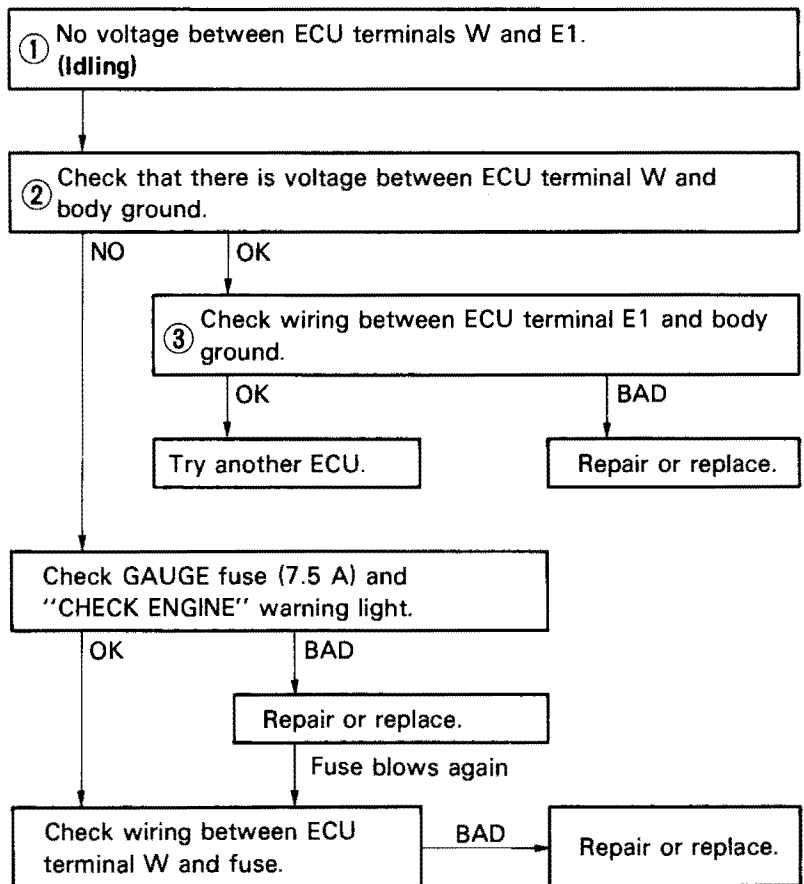 ① No voltage between ECU terminals W and E1.
(Idling)
② Check that there is voltage between ECU terminal W and
body ground.
NO
OK
③ Check wiring between ECU terminal E1 and body
ground.
OK
BAD
Try another ECU.
Repair or replace.
Check GAUGE fuse (7.5 A) and
"CHECK ENGINE" warning light.
OK
BAD
Repair or replace.
Fuse blows again
Check wiring between ECU
terminal W and fuse.
BAD
Repair or replace.